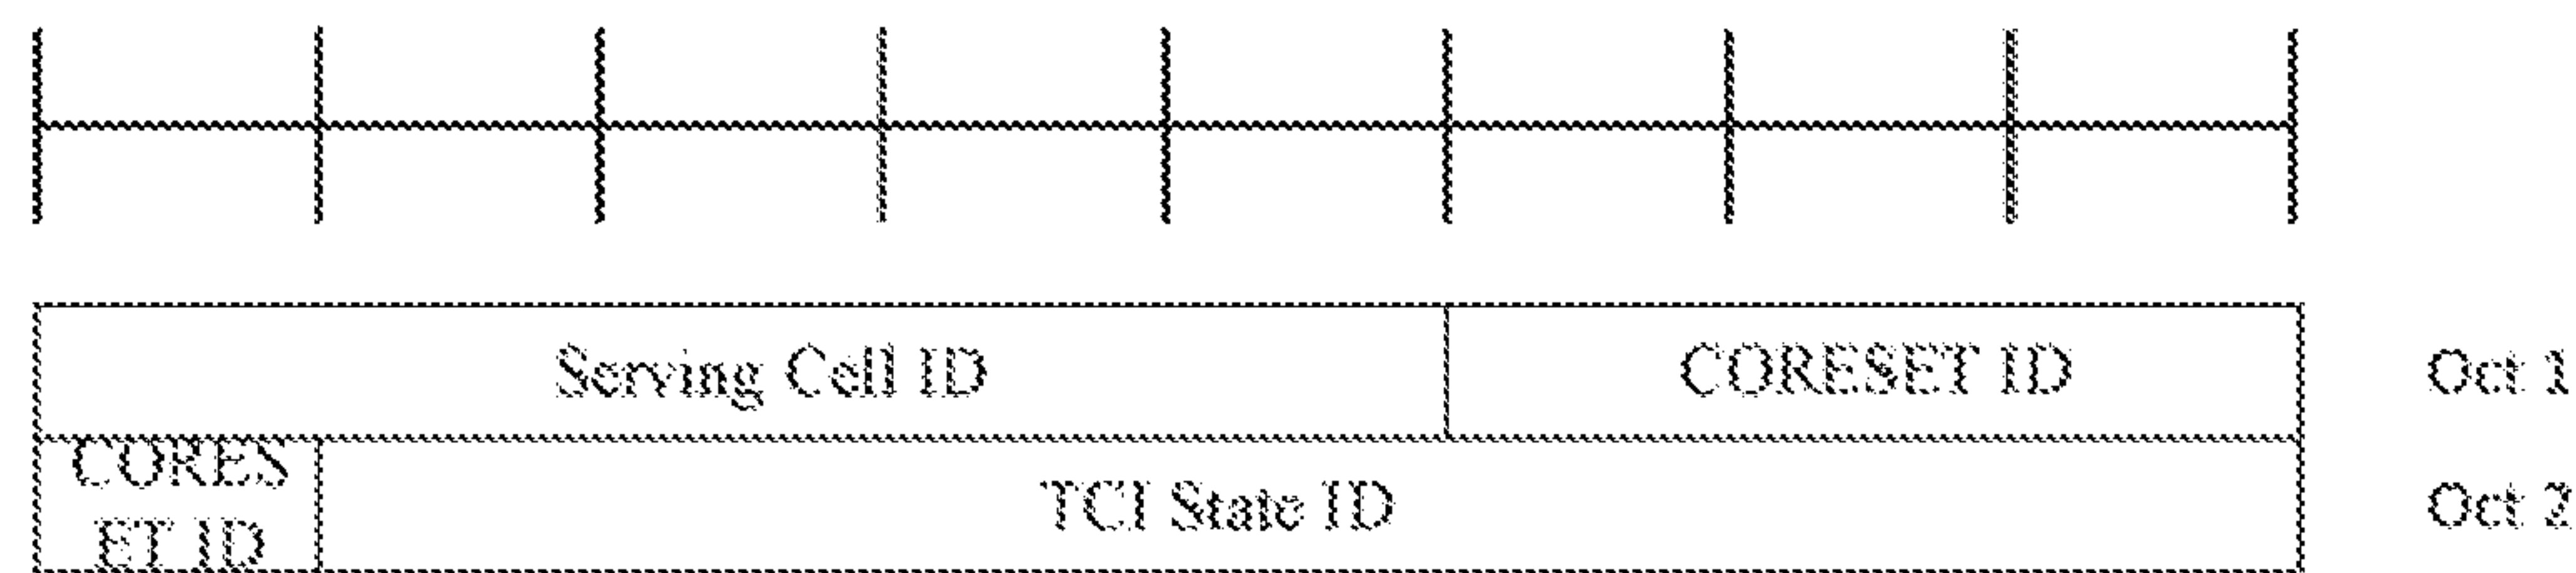 Serving Cell ID CORESET ID Oct 1
CORES
ET ID
TCI State ID Oct 2